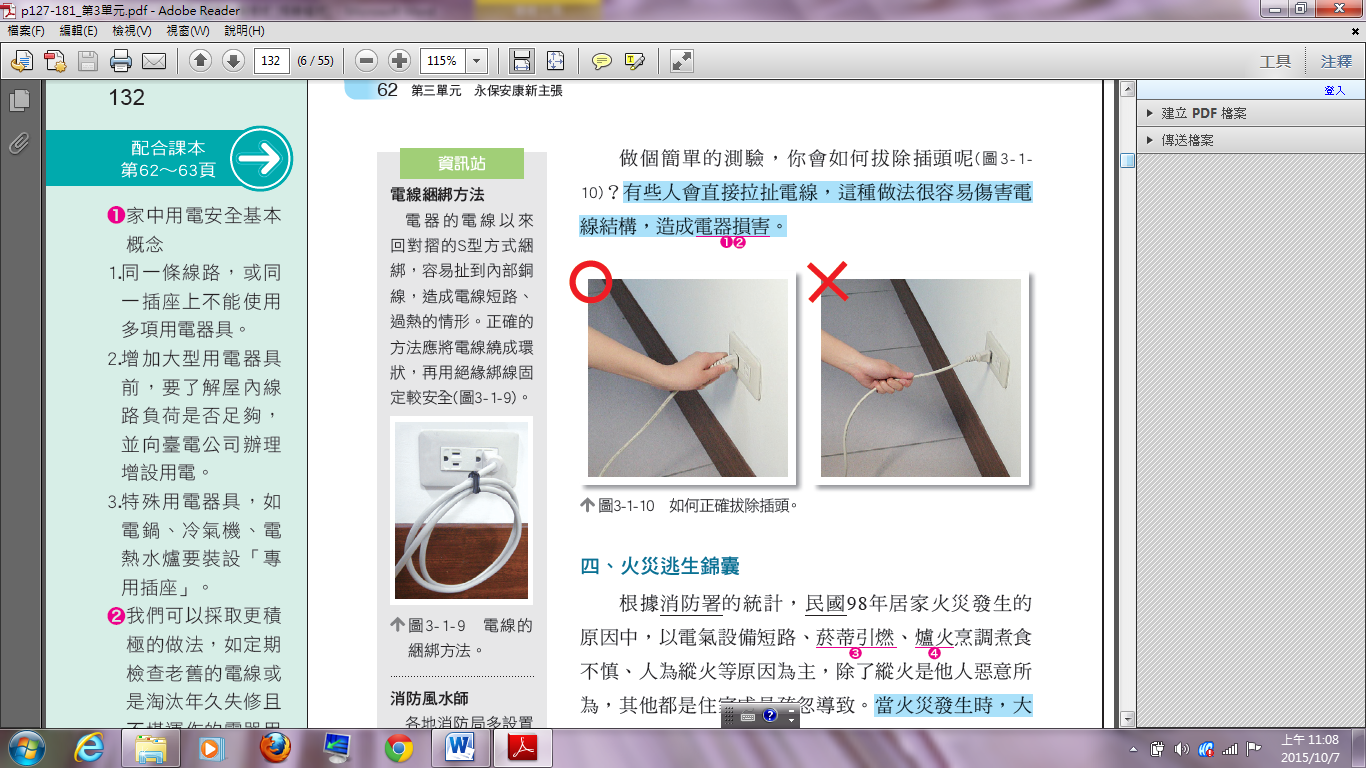 p127-181_第3單元.pdf - Adobe Reader
檔案(F) 編輯(E) 檢視(V) 視窗(W) 說明(H)
132 (6 / 55) 115% 工具 注釋
登入
建立 PDF 檔案
傳送檔案
132
配合課本
第62～63頁
❶家中用電安全基本
概念
1.同一條線路，或同
一插座上不能使用
多項用電器具。
2.增加大型用電器具
前，要了解屋內線
路負荷是否足夠，
並向臺電公司辦理
增設用電。
3.特殊用電器具，如
電鍋、冷氣機、電
熱水爐要裝設「專
用插座」。
❷我們可以採取更積
極的做法，如定期
檢查老舊的電線或
是淘汰年久失修且
62 第三單元 永保安康新主張
資訊站
電線綑綁方法
電器的電線以來
回對摺的S型方式綑
綁，容易扯到內部銅
線，造成電線短路、
過熱的情形。正確的
方法應將電線繞成環
狀，再用絕緣綁線固
定較安全(圖3-1-9)。
圖3-1-9 電線的
綑綁方法。
消防風水師
各地消防局多設置
做個簡單的測驗，你會如何拔除插頭呢(圖3-1-
10)？有些人會直接拉扯電線，這種做法很容易傷害電
線結構，造成電器損害。
❶❷
圖3-1-10 如何正確拔除插頭。
四、火災逃生錦囊
根據消防署的統計，民國98年居家火災發生的
原因中，以電氣設備短路、菸蒂引燃、爐火烹調煮食
❸ ❹
不慎、人為縱火等原因為主，除了縱火是他人惡意所
為，其他都是住忽導致。當火災發生時，大
上午 11:08
2015/10/7